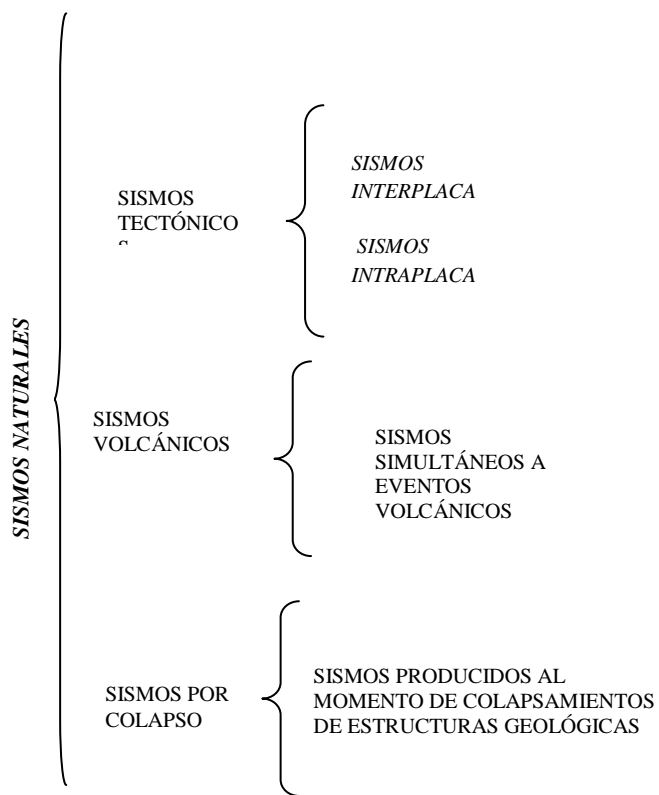 SISMOS NATURALES
SISMOS
TECTÓNICO
S
SISMOS
INTERPLACA
SISMOS
INTRAPLACA
SISMOS
VOLCÁNICOS
SISMOS
SIMULTÁNEOS A
EVENTOS
VOLCÁNICOS
SISMOS POR
COLAPSO
SISMOS PRODUCIDOS AL
MOMENTO DE COLAPSAMIENTOS
DE ESTRUCTURAS GEOLÓGICAS